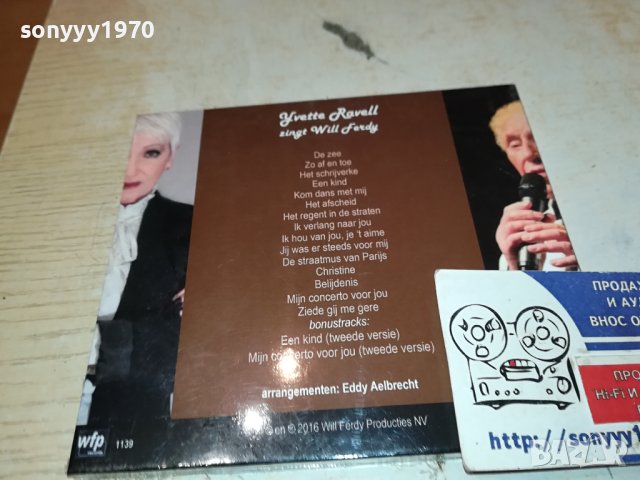 sonyyy1970
Yvette Ravell
zingt Will Ferdy
De zee
Zo af en toe
Het schrijverke
Een kind
Kom dans met mij
Het afscheid
Het regent in de straten
Ik verlang naar jou
Ik hou van jou, je 't aime
Jij was er steeds voor mij
De straatmus van Parijs
Christine
Belijdenis
Mijn concerto voor jou
Ziede gij me gere
bonustracks:
Een kind (tweede versie)
Mijn concerto voor jou (tweede versie)
arrangementen: Eddy Aelbrecht
en © 2016 Will Ferdy Producties NV
wfp
1139
ПРОДАЖ
И АУ
ВНОС О
ПРО
Hi-Fi И
http://sonyyy1
sonyyy1970
bazar